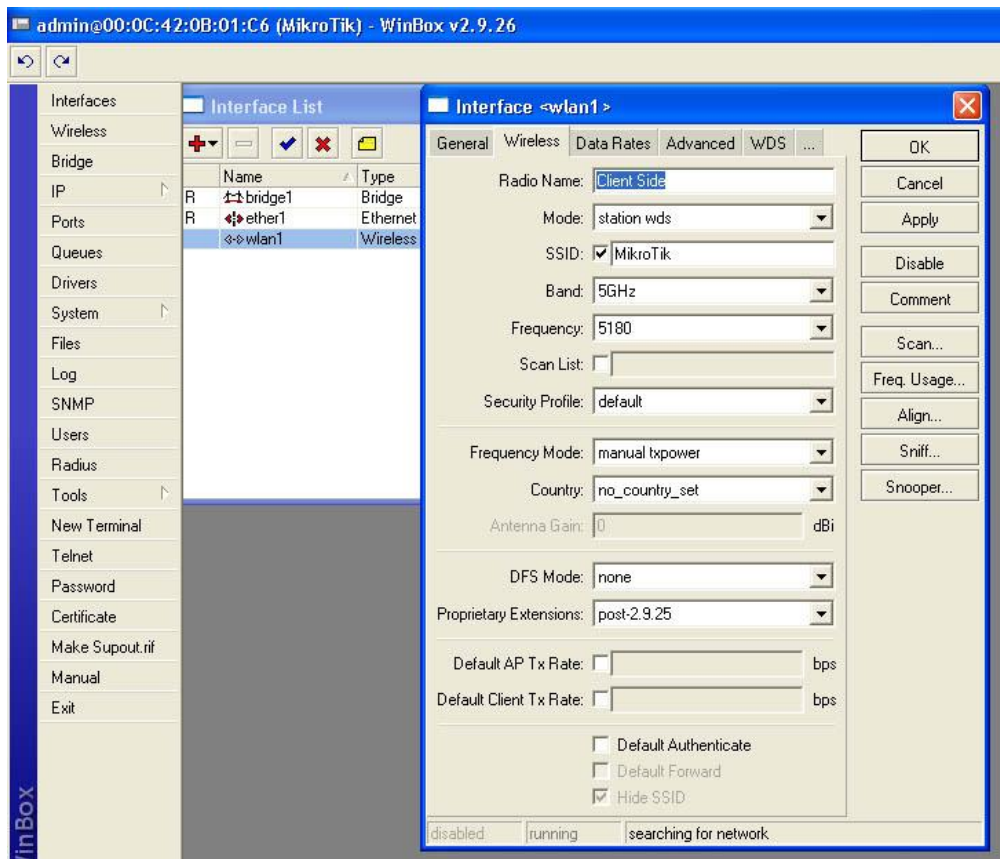 admin@00:0C:42:0B:01:C6 (MikroTik) - WinBox v2.9.26
Interfaces
Wireless
Bridge
IP
Ports
Queues
Drivers
System
Files
Log
SNMP
Users
Radius
Tools
New Terminal
Telnet
Password
Certificate
Make Supout.rif
Manual
Exit
WinBox
Interface List
Name Type
R bridge1 Bridge
R ether1 Ethernet
wlan1 Wireless
Interface <wlan1>
General Wireless Data Rates Advanced WDS ...
Radio Name: Client Side
Mode: station wds
SSID: MikroTik
Band: 5GHz
Frequency: 5180
Scan List:
Security Profile: default
Frequency Mode: manual txpower
Country: no_country_set
Antenna Gain: 0 dBi
DFS Mode: none
Proprietary Extensions: post-2.9.25
Default AP Tx Rate: bps
Default Client Tx Rate: bps
Default Authenticate
Default Forward
Hide SSID
disabled running searching for network
OK
Cancel
Apply
Disable
Comment
Scan...
Freq. Usage...
Align...
Sniff...
Snooper...